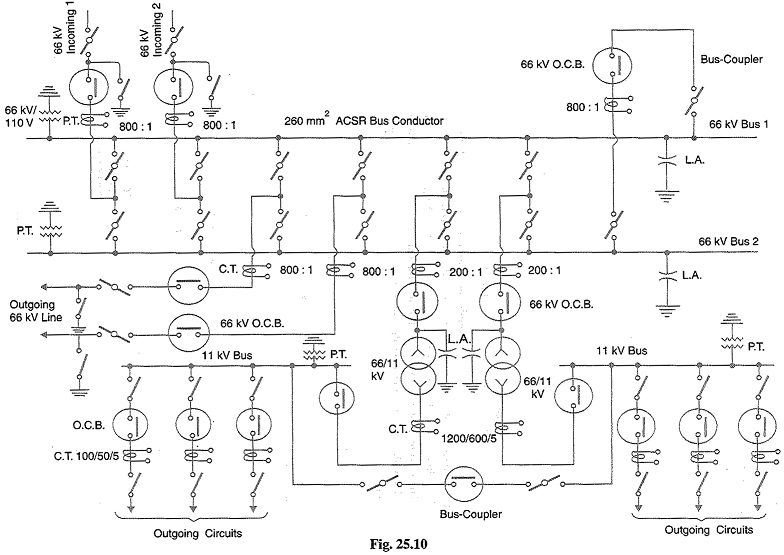 66 kV
Incoming 1
66 kV
Incoming 2
66 kV O.C.B.
Bus-Coupler
66 kV/
110 V
P.T.
800 : 1
800 : 1
260 mm2 ACSR Bus Conductor
800 : 1
66 kV Bus 1
L.A.
P.T.
66 kV Bus 2
C.T.
800 : 1
800 : 1
200 : 1
200 : 1
L.A.
Outgoing
66 kV Line
66 kV O.C.B.
66 kV O.C.B.
L.A.
11 kV Bus
P.T.
66/11
kV
66/11
kV
11 kV Bus
P.T.
O.C.B.
C.T. 100/50/5
C.T.
1200/600/5
Bus-Coupler
Outgoing Circuits
Outgoing Circuits
Fig. 25.10